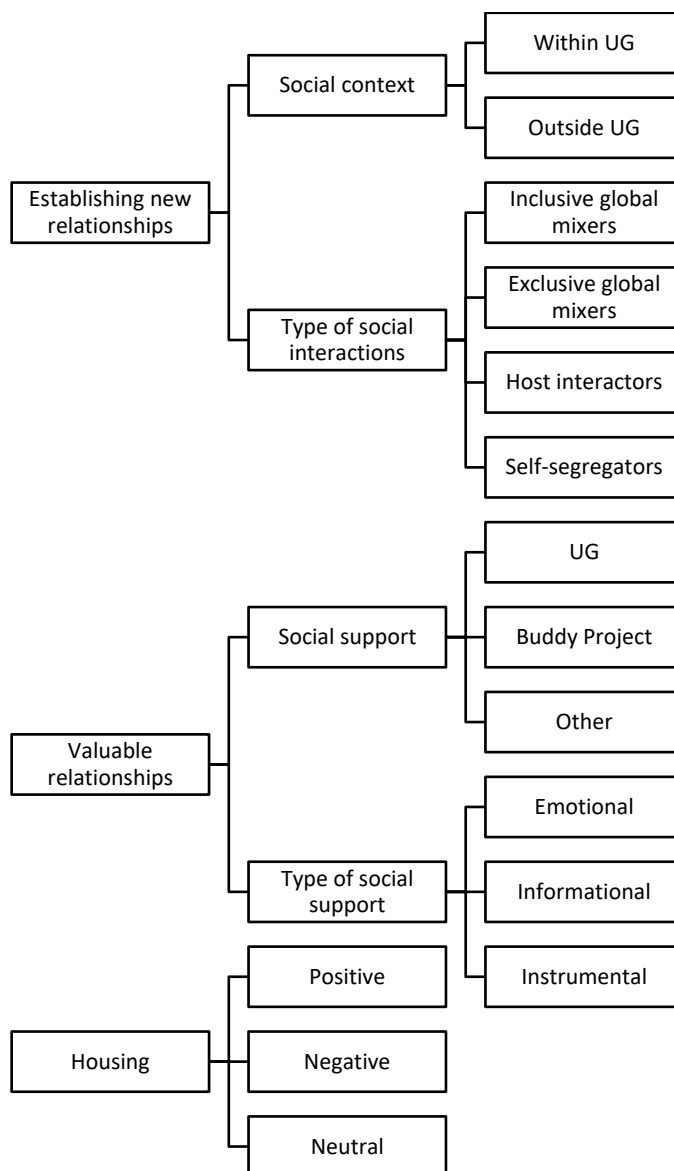 Within UG
Social context
Outside UG
Establishing new
relationships
Inclusive global
mixers
Exclusive global
mixers
Type of social
interactions
Host interactors
Self-segregators
UG
Social support
Buddy Project
Other
Valuable
relationships
Emotional
Type of social
support
Informational
Instrumental
Positive
Housing
Negative
Neutral